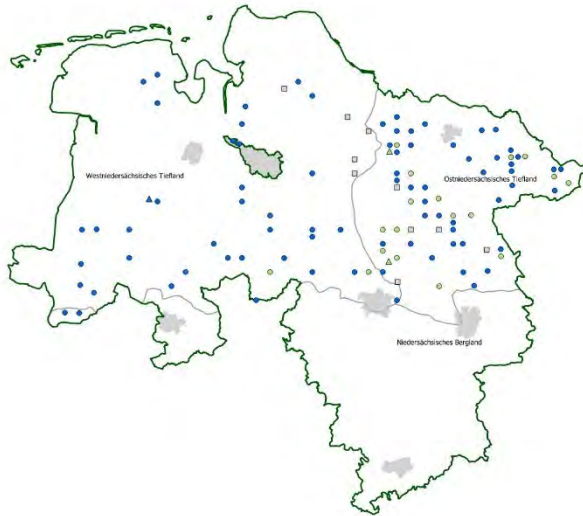 Westniedersächsisches Tiefland
Ostniedersächsisches Tiefland
Niedersächsisches Bergland